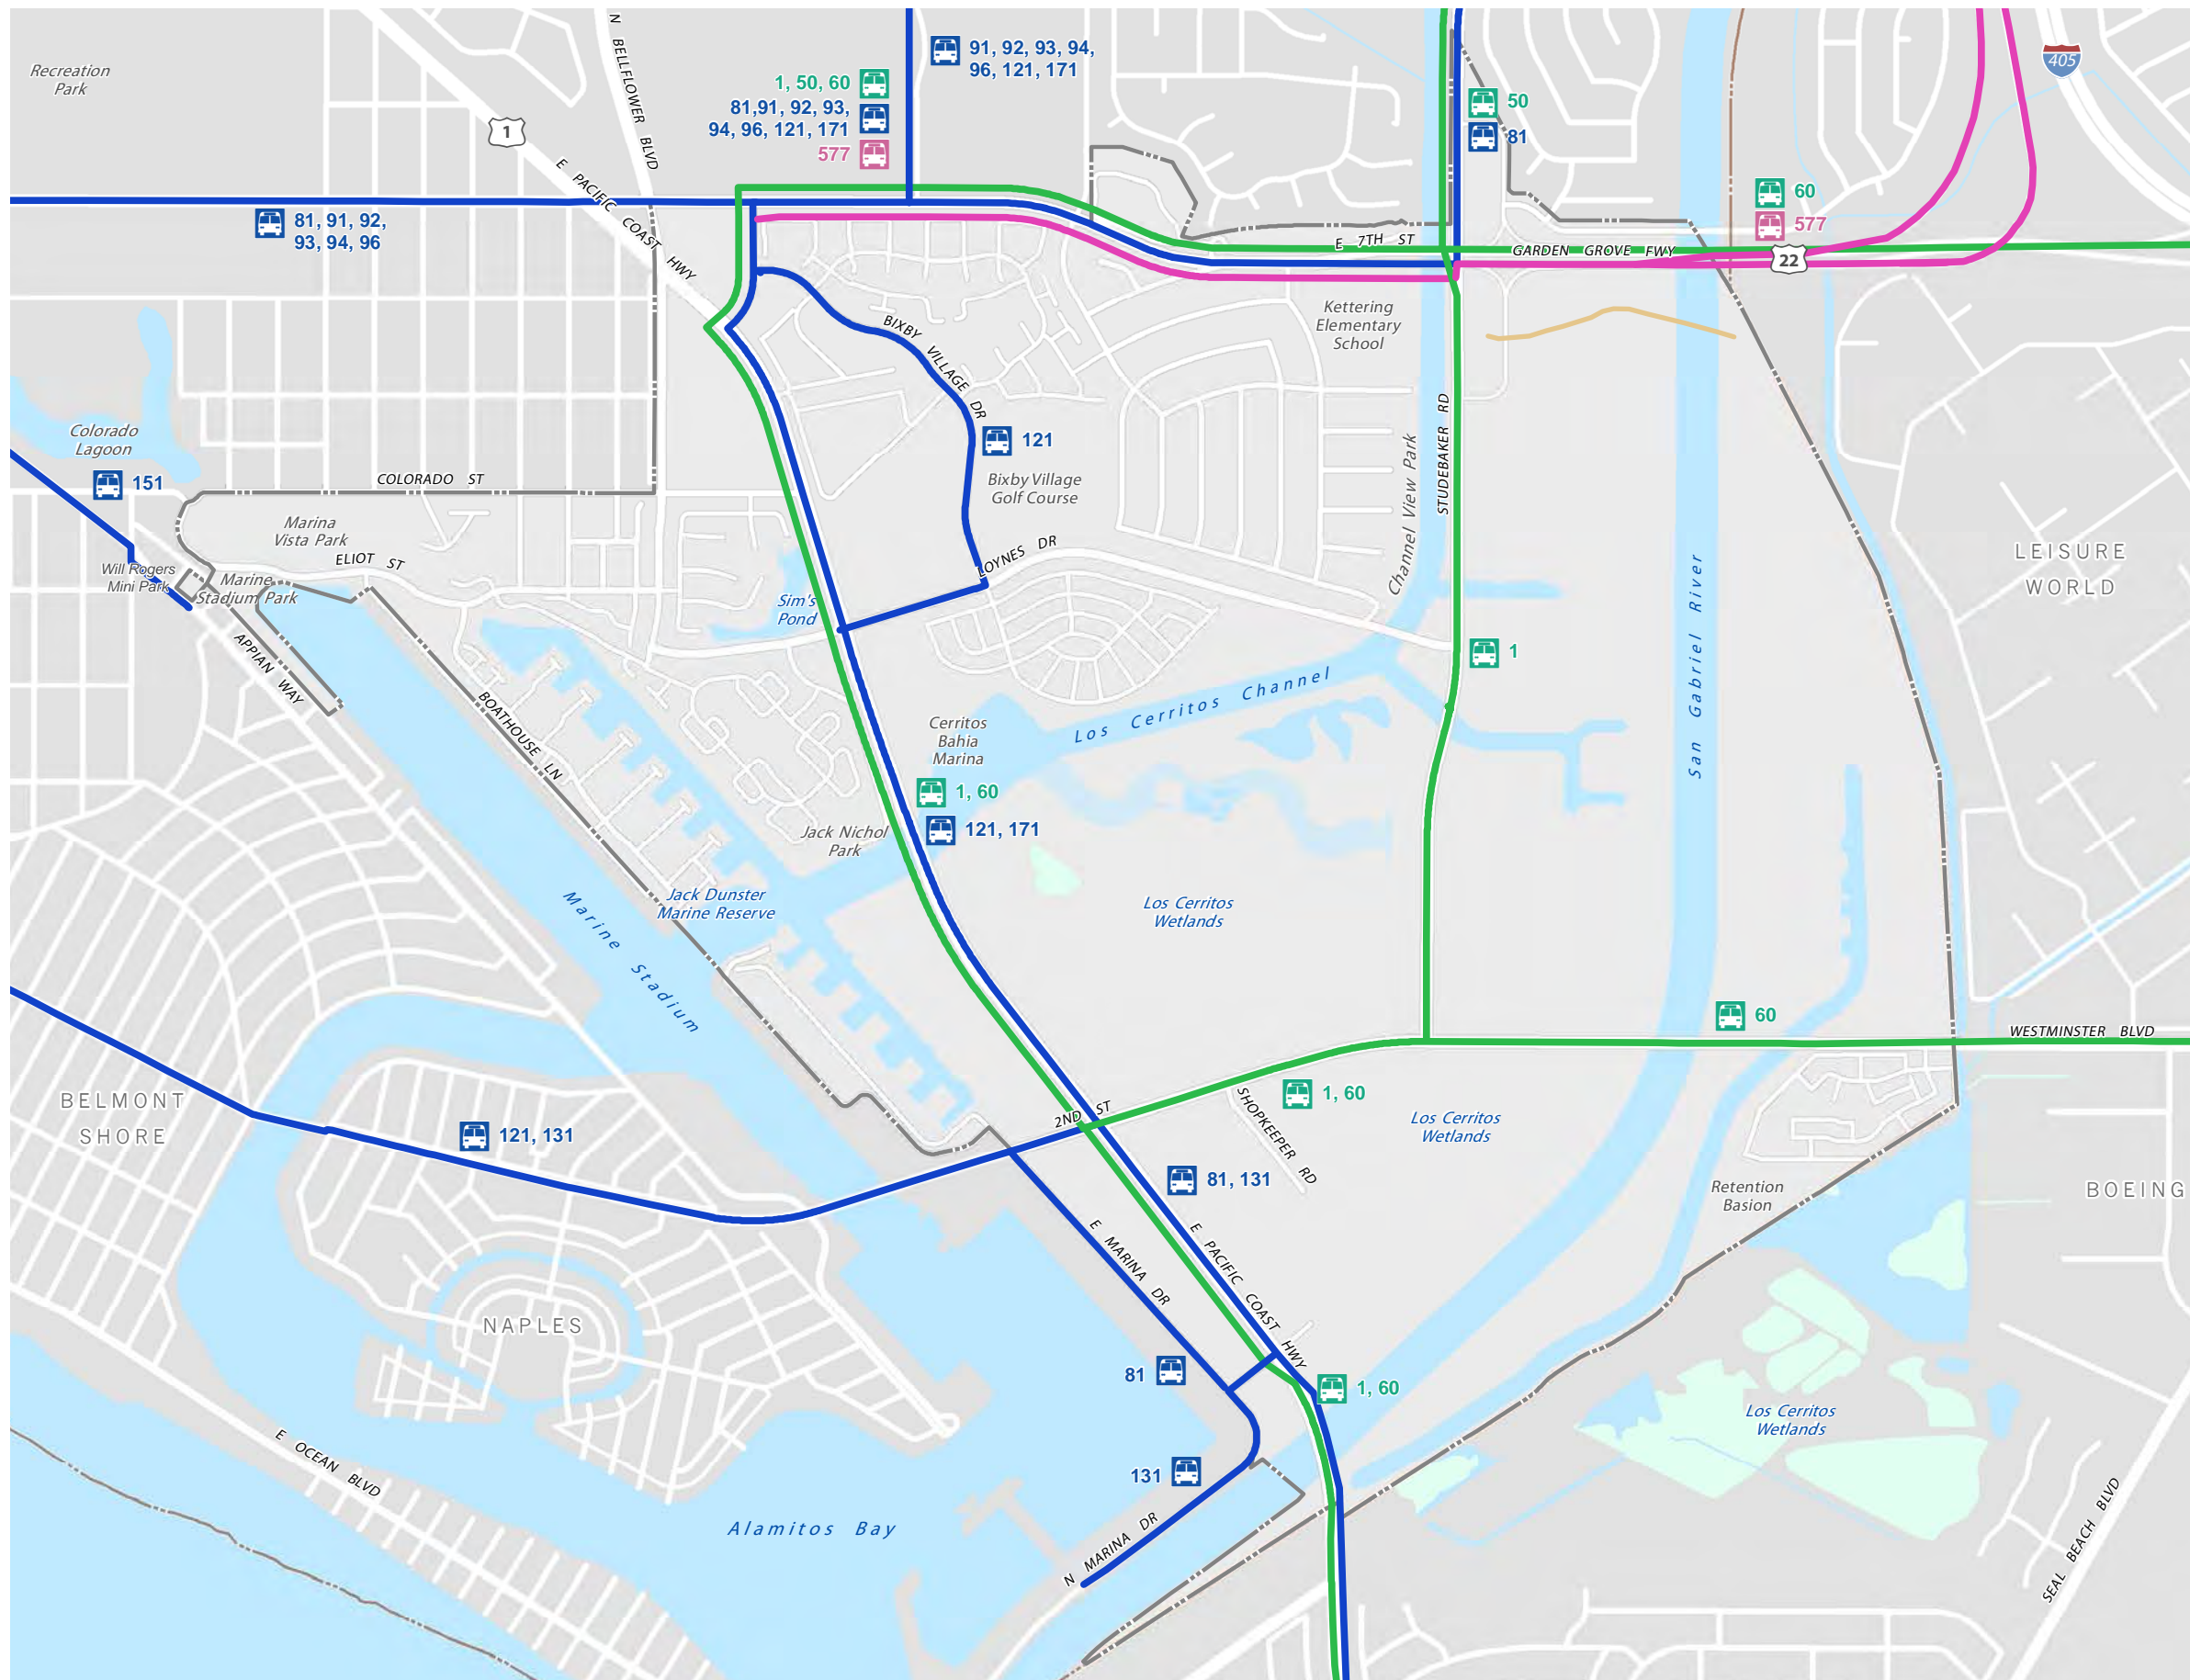 Recreation
Park
N BELLFLOWER BLVD
1
E PACIFIC COAST HWY
1, 50, 60
81,91, 92, 93,
94, 96, 121, 171
577
91, 92, 93, 94,
96, 121, 171
50
81
405
60
577
81, 91, 92,
93, 94, 96
E 7TH ST
GARDEN GROVE FWY
22
Kettering
Elementary
School
BIXBY VILLAGE DR
121
Bixby Village
Golf Course
Channel View Park
STUDEBAKER RD
Colorado
Lagoon
151
COLORADO ST
Marina
Vista Park
ELIOT ST
Will Rogers
Mini Park
Marine
Stadium Park
APPIAN WAY
LOYNES DR
Sim's
Pond
LEISURE
WORLD
San Gabriel River
1
BOATHOUSE LN
Cerritos
Bahia
Marina
Los Cerritos Channel
1, 60
121, 171
Jack Nichol
Park
Jack Dunster
Marine Reserve
Marine Stadium
Los Cerritos
Wetlands
60
WESTMINSTER BLVD
BELMONT
SHORE
121, 131
2ND ST
1, 60
SHOPKEEPER RD
Los Cerritos
Wetlands
81, 131
Retention
Basion
BOEING
E MARINA DR
E PACIFIC COAST HWY
NAPLES
81
1, 60
Los Cerritos
Wetlands
E OCEAN BLVD
131
N MARINA DR
Alamitos Bay
SEAL BEACH BLVD